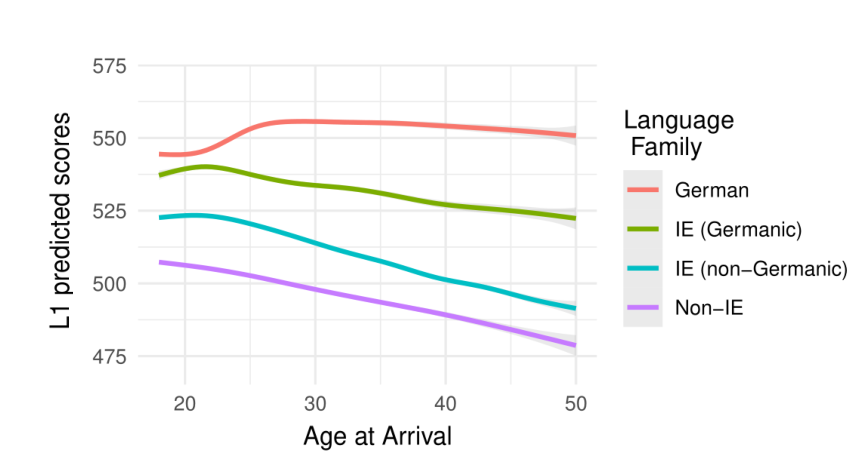 575
550
525
500
475
L1 predicted scores
20 30 40 50
Age at Arrival
Language
Family
German
IE (Germanic)
IE (non−Germanic)
Non−IE